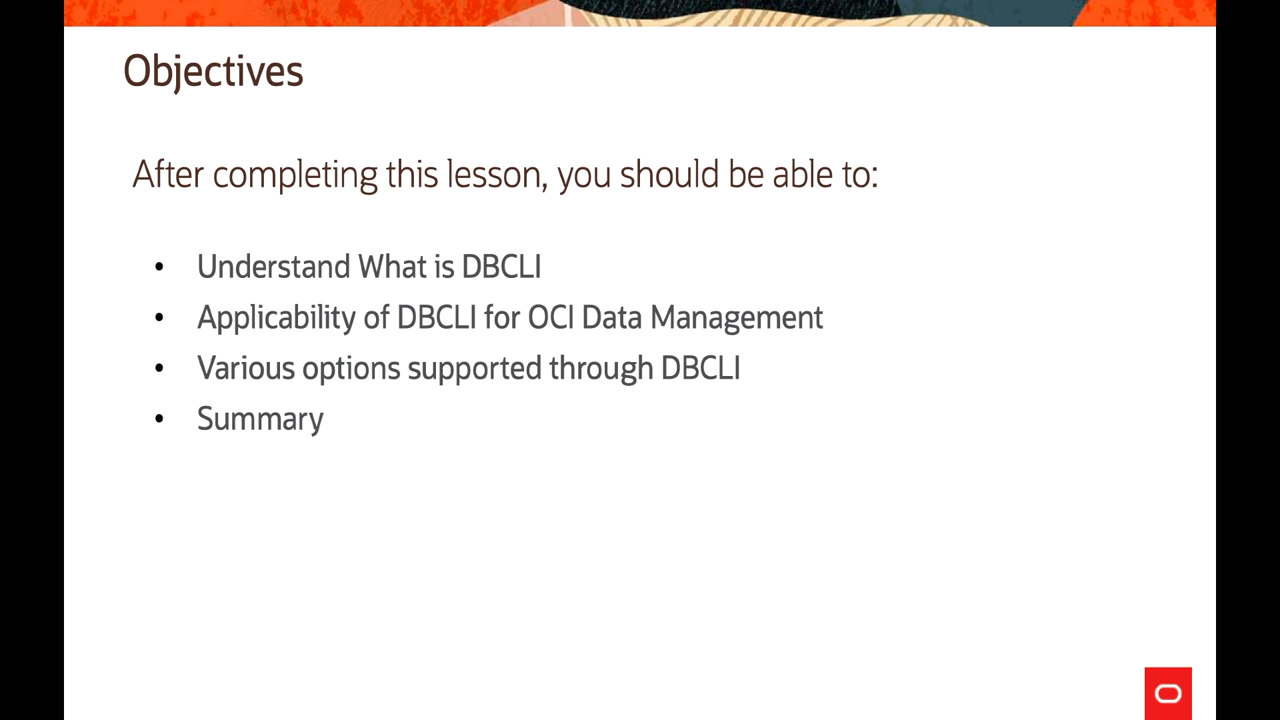 Objectives
After completing this lesson, you should be able to:
• Understand What is DBCLI
• Applicability of DBCLI for OCI Data Management
• Various options supported through DBCLI
• Summary